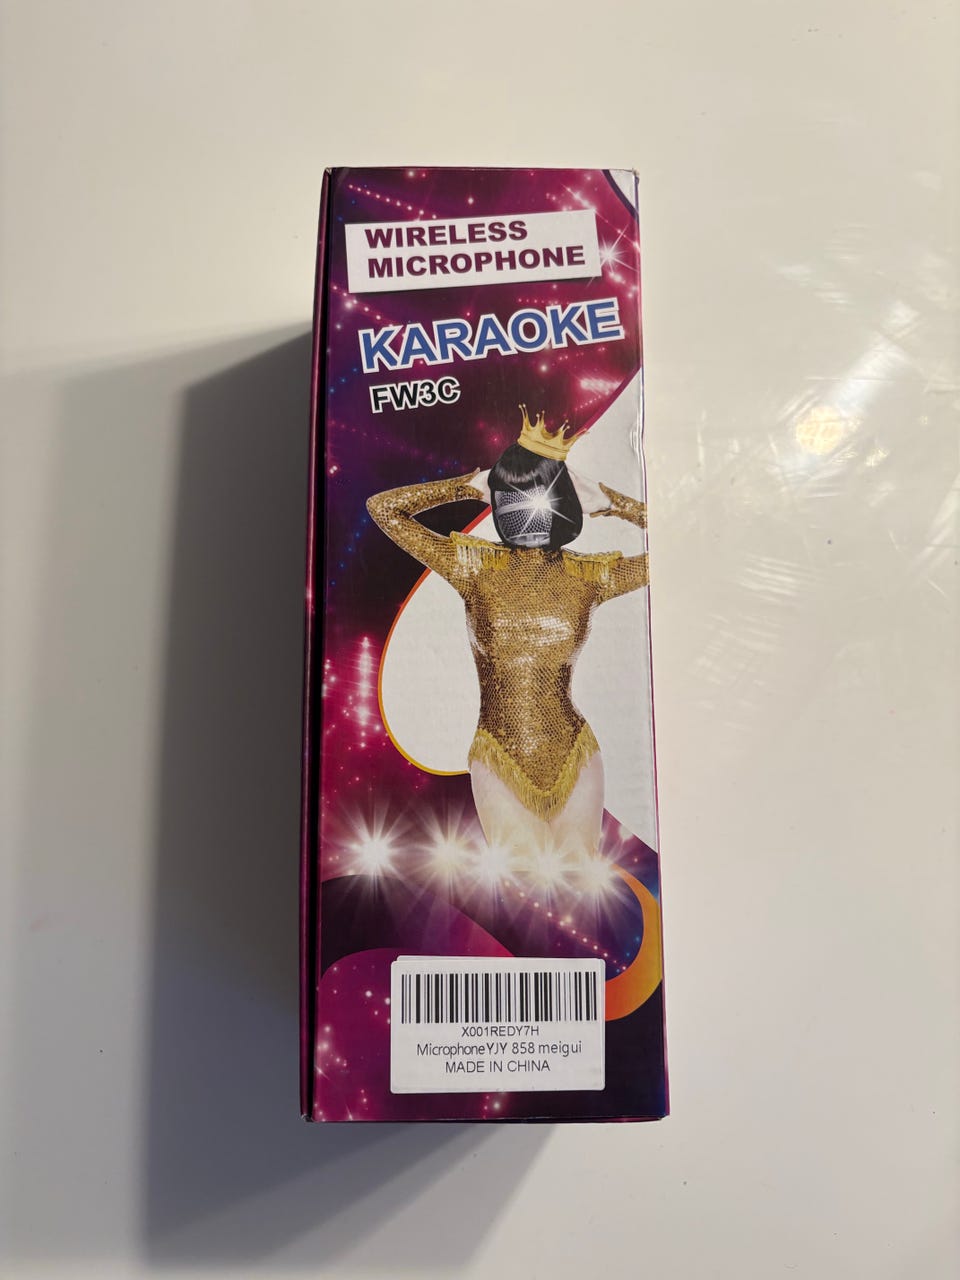 WIRELESS
MICROPHONE
KARAOKE
FW3C
X001REDY7H
MicrophoneYJY 858 meigui
MADE IN CHINA